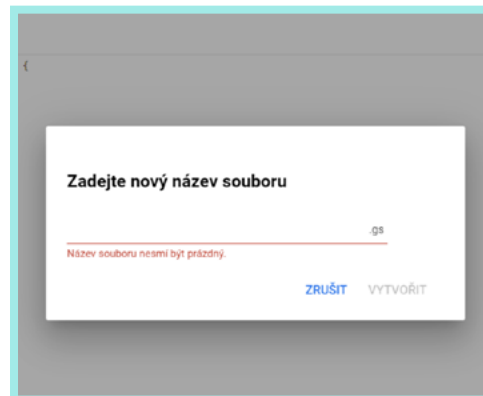 {
Zadejte nový název souboru
.gs
Název souboru nesmí být prázdný.
ZRUŠIT VYTVOŘIT